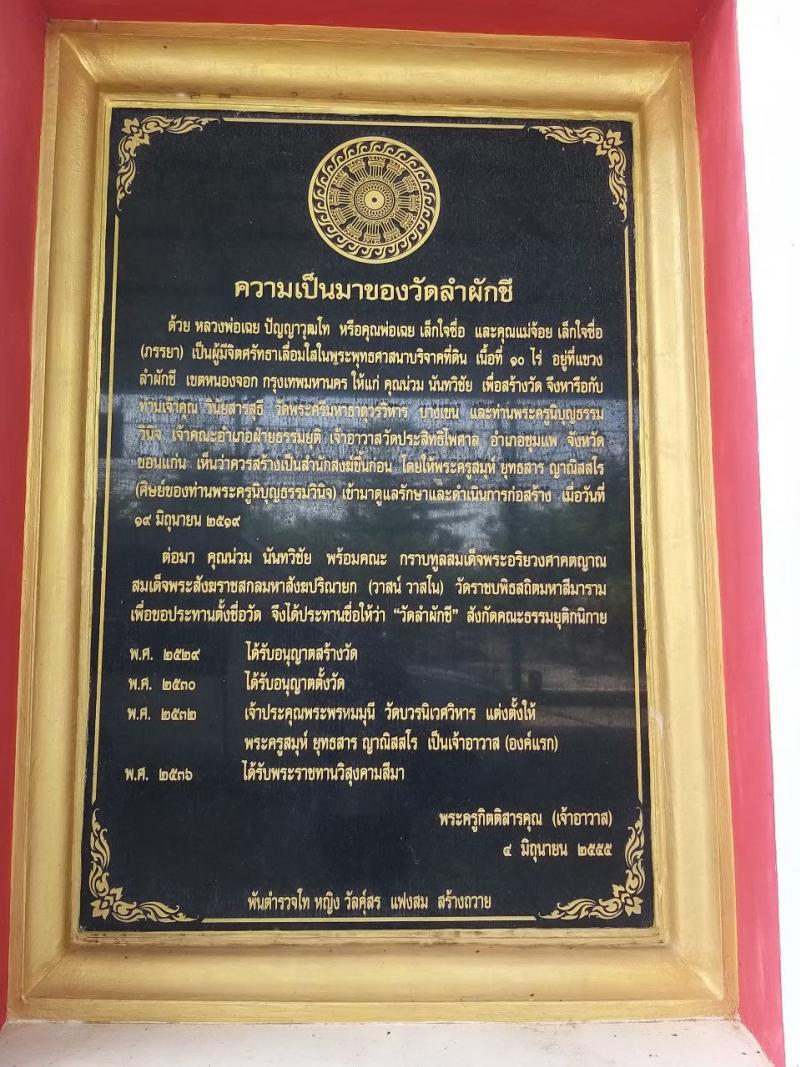 ความเป็นมาของวัดลำผักชี
ด้วย หลวงพ่อเฉย ปัญญาวุฒโท หรือคุณพ่อเฉย เล็กใจซื่อ และคุณแม่จ้อย เล็กใจซื่อ
(ภรรยา) เป็นผู้มีจิตศรัทธาเลื่อมใสในพุระพุทธศาสนาบริจาคที่ดิน เนื้อที่ ๑๐ ไร่ อยู่ที่แขวง
ลำผักชี เขตหนองจอก กรุงเทพมหานคร ให้แก่ คุณน่วม นันทวิชัย เพื่อสร้างวัด จึงหารือกับ
ท่านเจ้าคุณ วินัยสารสุธี วัดพระศรีมหาธาตุวรวิหาร บางเขน และท่านพระครูนิบุญธรรม
วินิจ เจ้าคณะอำเภอฝ่ายธรรมยุติ เจ้าอาวาสวัดประสิทธิไพศาล อำเภอชุมแพ จังหวัด
ขอนแก่น เห็นว่าควรสร้างเป็นสำนักสงฆ์ขึ้นก่อน โดยให้พระครูสมุห์ ยุทธสาร ญาณิสสโร
(ศิษย์ของท่านพระครูนิบุญธรรมวินิจ) เข้ามาดูแลรักษาและดำเนินการก่อสร้าง เมื่อวันที่
๑๙ มิถุนายน ๒๕๑๙
ต่อมา คุณน่วม นันทวิชัย พร้อมคณะ กราบทูลสมเด็จพระอริยวงศาคตญาณ
สมเด็จพระสังฆราชสกลมหาสังฆปริณายก (วาสน์ วาสโน) วัดราชบพิธสถิตมหาสีมาราม
เพื่อขอประทานตั้งชื่อวัด จึงได้ประทานชื่อให้ว่า “วัดลำผักชี” สังกัดคณะธรรมยุติกนิกาย
พ.ศ. ๒๕๒๙ ได้รับอนุญาตสร้างวัด
พ.ศ. ๒๕๓๐ ได้รับอนุญาตตั้งวัด
พ.ศ. ๒๕๓๒ เจ้าประคุณพระพรหมมุนี วัดบวรนิเวศวิหาร แต่งตั้งให้
พระครูสมุห์ ยุทธสาร ญาณิสสโร เป็นเจ้าอาวาส (องค์แรก)
พ.ศ. ๒๕๓๖ ได้รับพระราชทานวิสุงคามสีมา
พระครูกิตติสารคุณ (เจ้าอาวาส)
๔ มิถุนายน ๒๕๕๕
พันตำรวจโท หญิง วัลค์ุสร แฟงสม สร้างถวาย